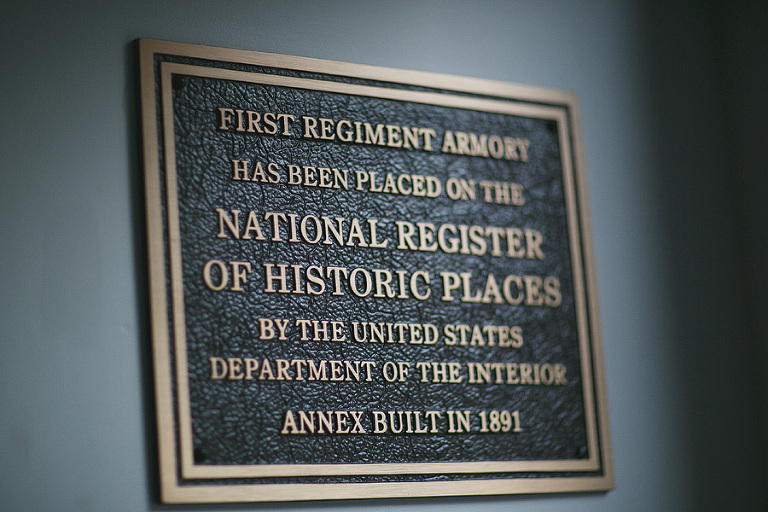 FIRST REGIMENT ARMORY
HAS BEEN PLACED ON THE
NATIONAL REGISTER
OF HISTORIC PLACES
BY THE UNITED STATES
DEPARTMENT OF THE INTERIOR
ANNEX BUILT IN 1891